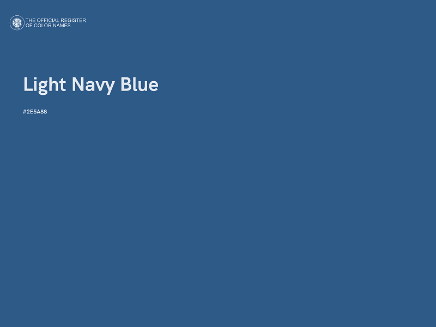 THE OFFICIAL REGISTER
OF COLOR NAMES
Light Navy Blue
#2E5A88